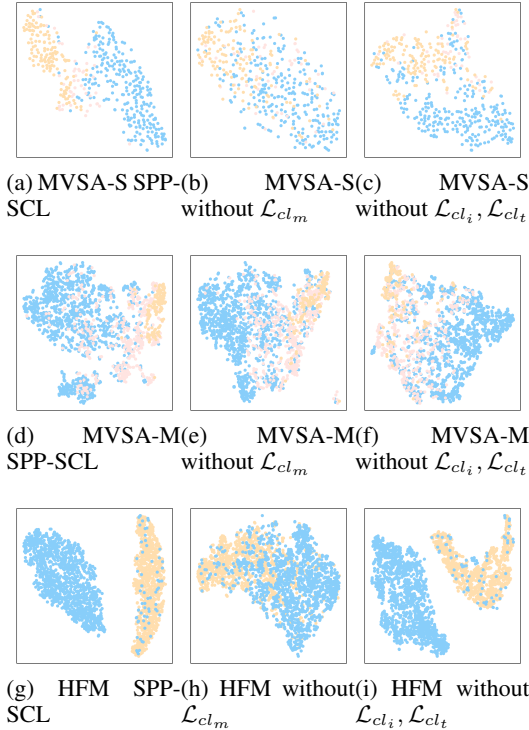 (a) MVSA-S SPP-SCL
(b) MVSA-S without $\mathcal{L}_{cl_m}$
(c) MVSA-S without $\mathcal{L}_{cl_i}, \mathcal{L}_{cl_t}$
(d) MVSA-M SPP-SCL
(e) MVSA-M without $\mathcal{L}_{cl_m}$
(f) MVSA-M without $\mathcal{L}_{cl_i}, \mathcal{L}_{cl_t}$
(g) HFM SPP-SCL
(h) HFM without $\mathcal{L}_{cl_m}$
(i) HFM without $\mathcal{L}_{cl_i}, \mathcal{L}_{cl_t}$